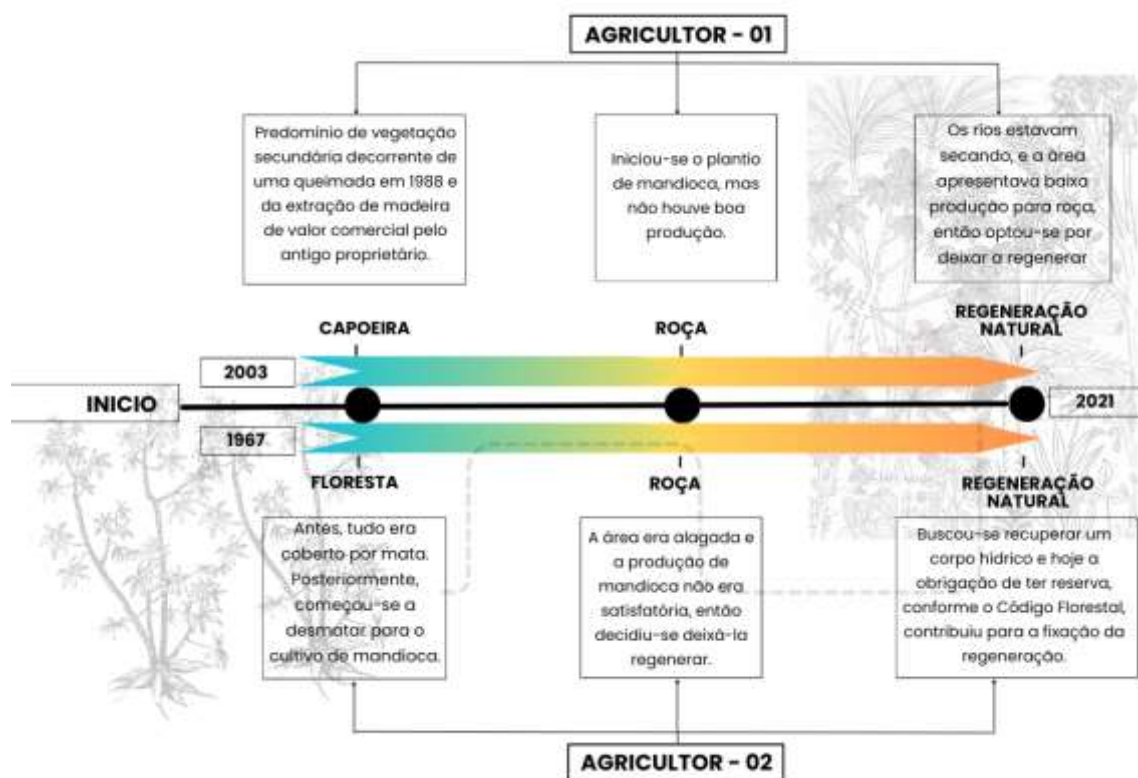 AGRICULTOR - 01
Predomínio de vegetação
secundária decorrente de
uma queimada em 1988 e
da extração de madeira
de valor comercial pelo
antigo proprietário.
Iniciou-se o plantio
de mandioca, mas
não houve boa
produção.
Os rios estavam
secando, e a área
apresentava baixa
produção para roça,
então optou-se por
deixar a regenerar
CAPOEIRA
ROÇA
REGENERAÇÃO
NATURAL
2003
INICIO
2021
1967
FLORESTA
ROÇA
REGENERAÇÃO
NATURAL
Antes, tudo era
coberto por mata.
Posteriormente,
começou-se a
desmatar para o
cultivo de mandioca.
A área era alagada e
a produção de
mandioca não era
satisfatória, então
decidiu-se deixá-la
regenerar.
Buscou-se recuperar um
corpo hídrico e hoje a
obrigação de ter reserva,
conforme o Código Florestal,
contribuiu para a fixação da
regeneração.
AGRICULTOR - 02